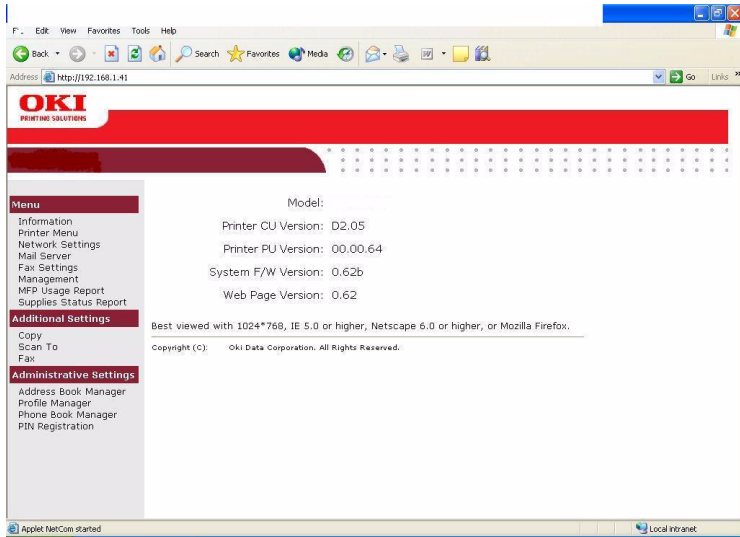 F. Edit View Favorites Tools Help
Back Search Favorites Media
Address http://192.168.1.41 Go Links »
OKI
PRINTING SOLUTIONS
Menu
Information
Printer Menu
Network Settings
Mail Server
Fax Settings
Management
MFP Usage Report
Supplies Status Report
Additional Settings
Copy
Scan To
Fax
Administrative Settings
Address Book Manager
Profile Manager
Phone Book Manager
PIN Registration
Model:
Printer CU Version: D2.05
Printer PU Version: 00.00.64
System F/W Version: 0.62b
Web Page Version: 0.62
Best viewed with 1024*768, IE 5.0 or higher, Netscape 6.0 or higher, or Mozilla Firefox.
Copyright (C): Oki Data Corporation. All Rights Reserved.
Applet NetCom started Local intranet